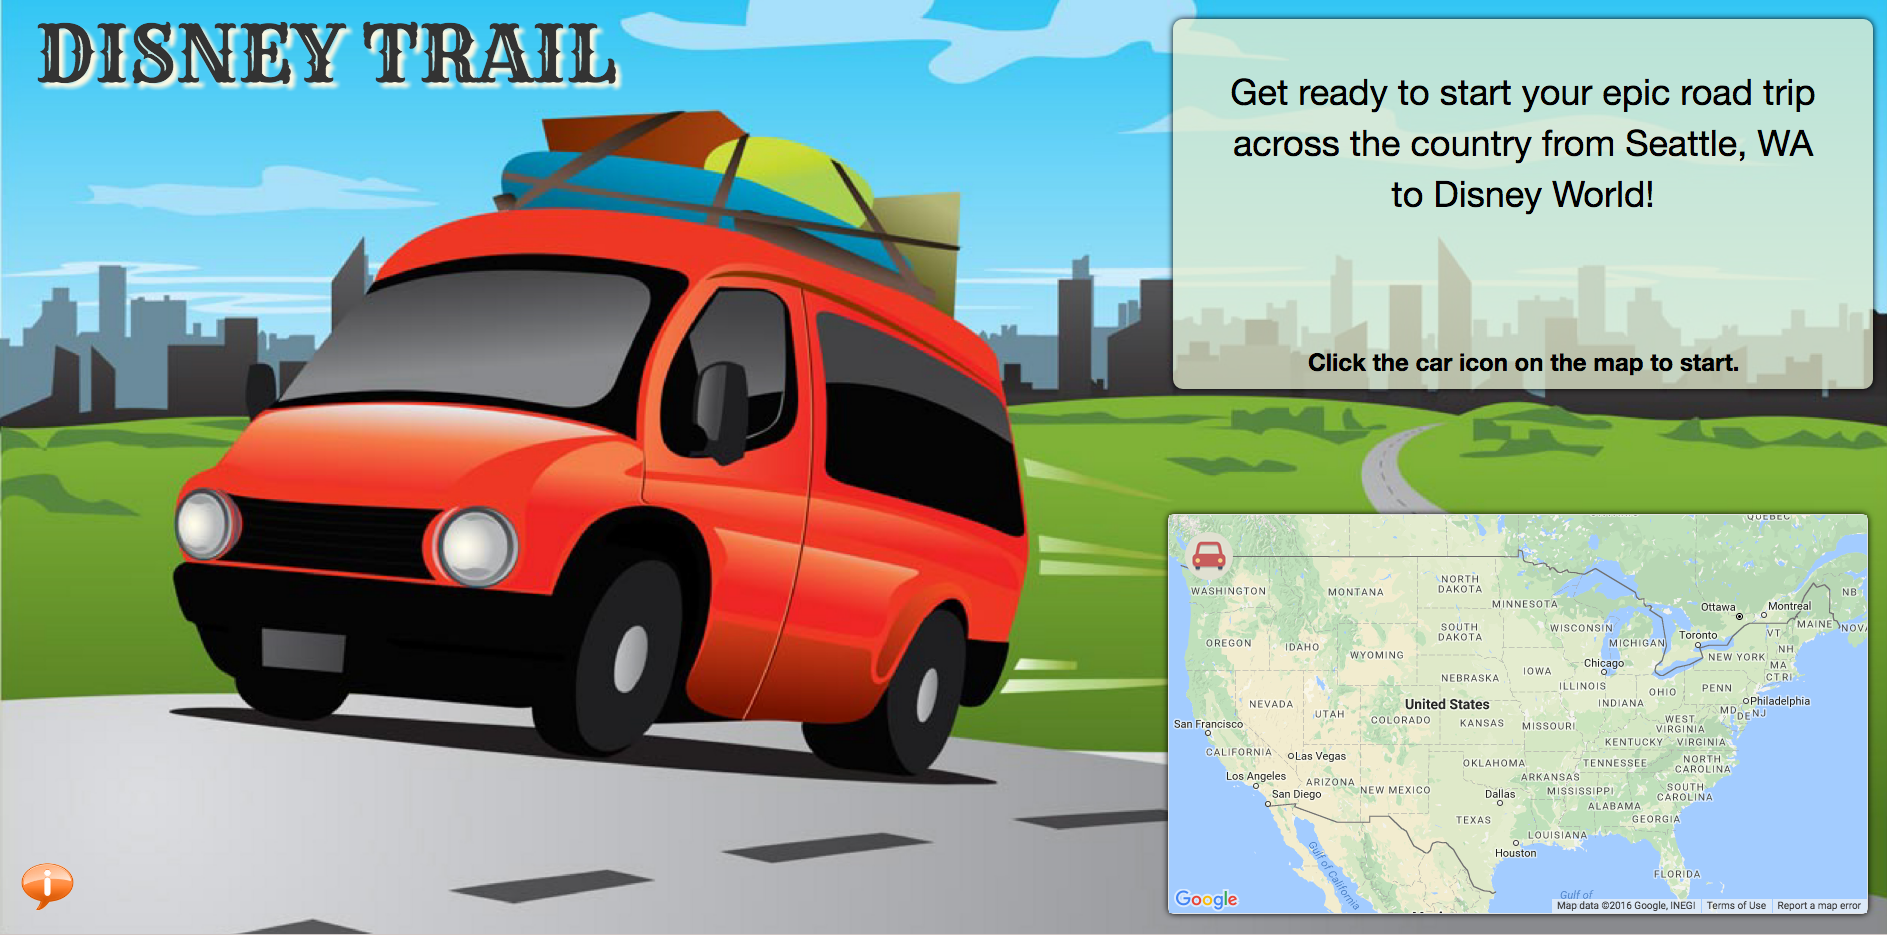 DISNEY TRAIL
Get ready to start your epic road trip
across the country from Seattle, WA
to Disney World!
Click the car icon on the map to start.
i
QUEBEC
WASHINGTON
MONTANA
NORTH
DAKOTA
MINNESOTA
Ottawa
Montreal
NB
OREGON
IDAHO
WYOMING
SOUTH
DAKOTA
WISCONSIN
MICHIGAN
Toronto
VT
MAINE
NOVA
NH
NEW YORK
MA
CT RI
IOWA
Chicago
NEBRASKA
ILLINOIS
OHIO
PENN
Philadelphia
NEVADA
UTAH
United States
INDIANA
MD
DE NJ
San Francisco
COLORADO
KANSAS
MISSOURI
WEST
VIRGINIA
KENTUCKY
VIRGINIA
CALIFORNIA
Las Vegas
OKLAHOMA
TENNESSEE
NORTH
CAROLINA
Los Angeles
ARIZONA
NEW MEXICO
ARKANSAS
San Diego
Dallas
MISSISSIPPI
SOUTH
CAROLINA
ALABAMA
TEXAS
GEORGIA
LOUISIANA
Houston
Gulf of California
FLORIDA
Gulf of
Google
Map data ©2016 Google, INEGI
Terms of Use
Report a map error